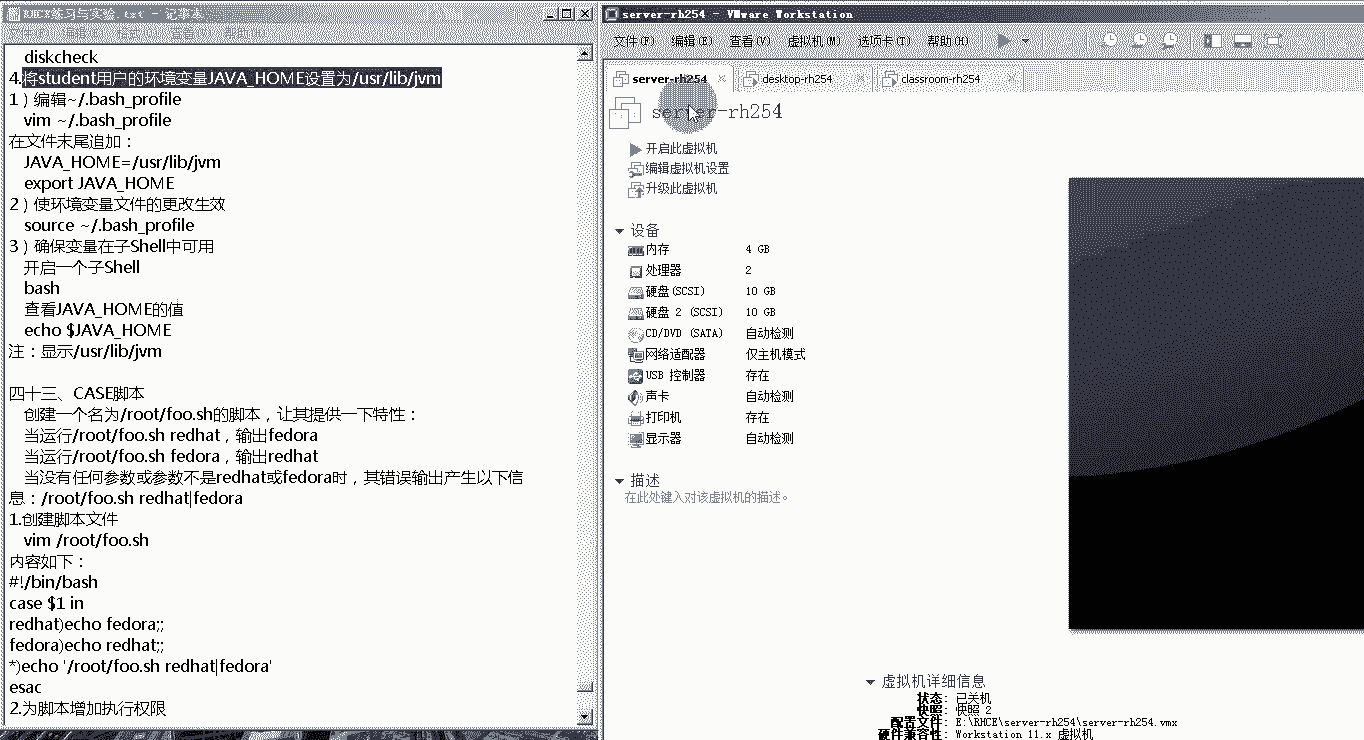 RHCE练习与实验.txt - 记事本
文件(F) 编辑(E) 格式(O) 查看(V) 帮助(H)
diskcheck
4.将student用户的环境变量JAVA_HOME设置为/usr/lib/jvm
1）编辑~/.bash_profile
vim ~/.bash_profile
在文件末尾追加：
JAVA_HOME=/usr/lib/jvm
export JAVA_HOME
2）使环境变量文件的更改生效
source ~/.bash_profile
3）确保变量在子Shell中可用
开启一个子Shell
bash
查看JAVA_HOME的值
echo $JAVA_HOME
注：显示/usr/lib/jvm
四十三、CASE脚本
创建一个名为/root/foo.sh的脚本，让其提供一下特性：
当运行/root/foo.sh redhat，输出fedora
当运行/root/foo.sh fedora，输出redhat
当没有任何参数或参数不是redhat或fedora时，其错误输出产生以下信
息：/root/foo.sh redhat|fedora
1.创建脚本文件
vim /root/foo.sh
内容如下：
#!/bin/bash
case $1 in
redhat)echo fedora;;
fedora)echo redhat;;
*)echo '/root/foo.sh redhat|fedora'
esac
2.为脚本增加执行权限
server-rh254 - VMware Workstation
文件(F) 编辑(E) 查看(V) 虚拟机(M) 选项卡(T) 帮助(H)
server-rh254 desktop-rh254 classroom-rh254
server-rh254
开启此虚拟机
编辑虚拟机设置
升级此虚拟机
设备
内存 4 GB
处理器 2
硬盘(SCSI) 10 GB
硬盘 2 (SCSI) 10 GB
CD/DVD (SATA) 自动检测
网络适配器 仅主机模式
USB 控制器 存在
声卡 自动检测
打印机 存在
显示器 自动检测
描述
在此处键入对该虚拟机的描述。
虚拟机详细信息
状态：已关机
快照：快照 2
配置文件：E:\RHCE\server-rh254\server-rh254.vmx
硬件兼容性：Workstation 11.x 虚拟机